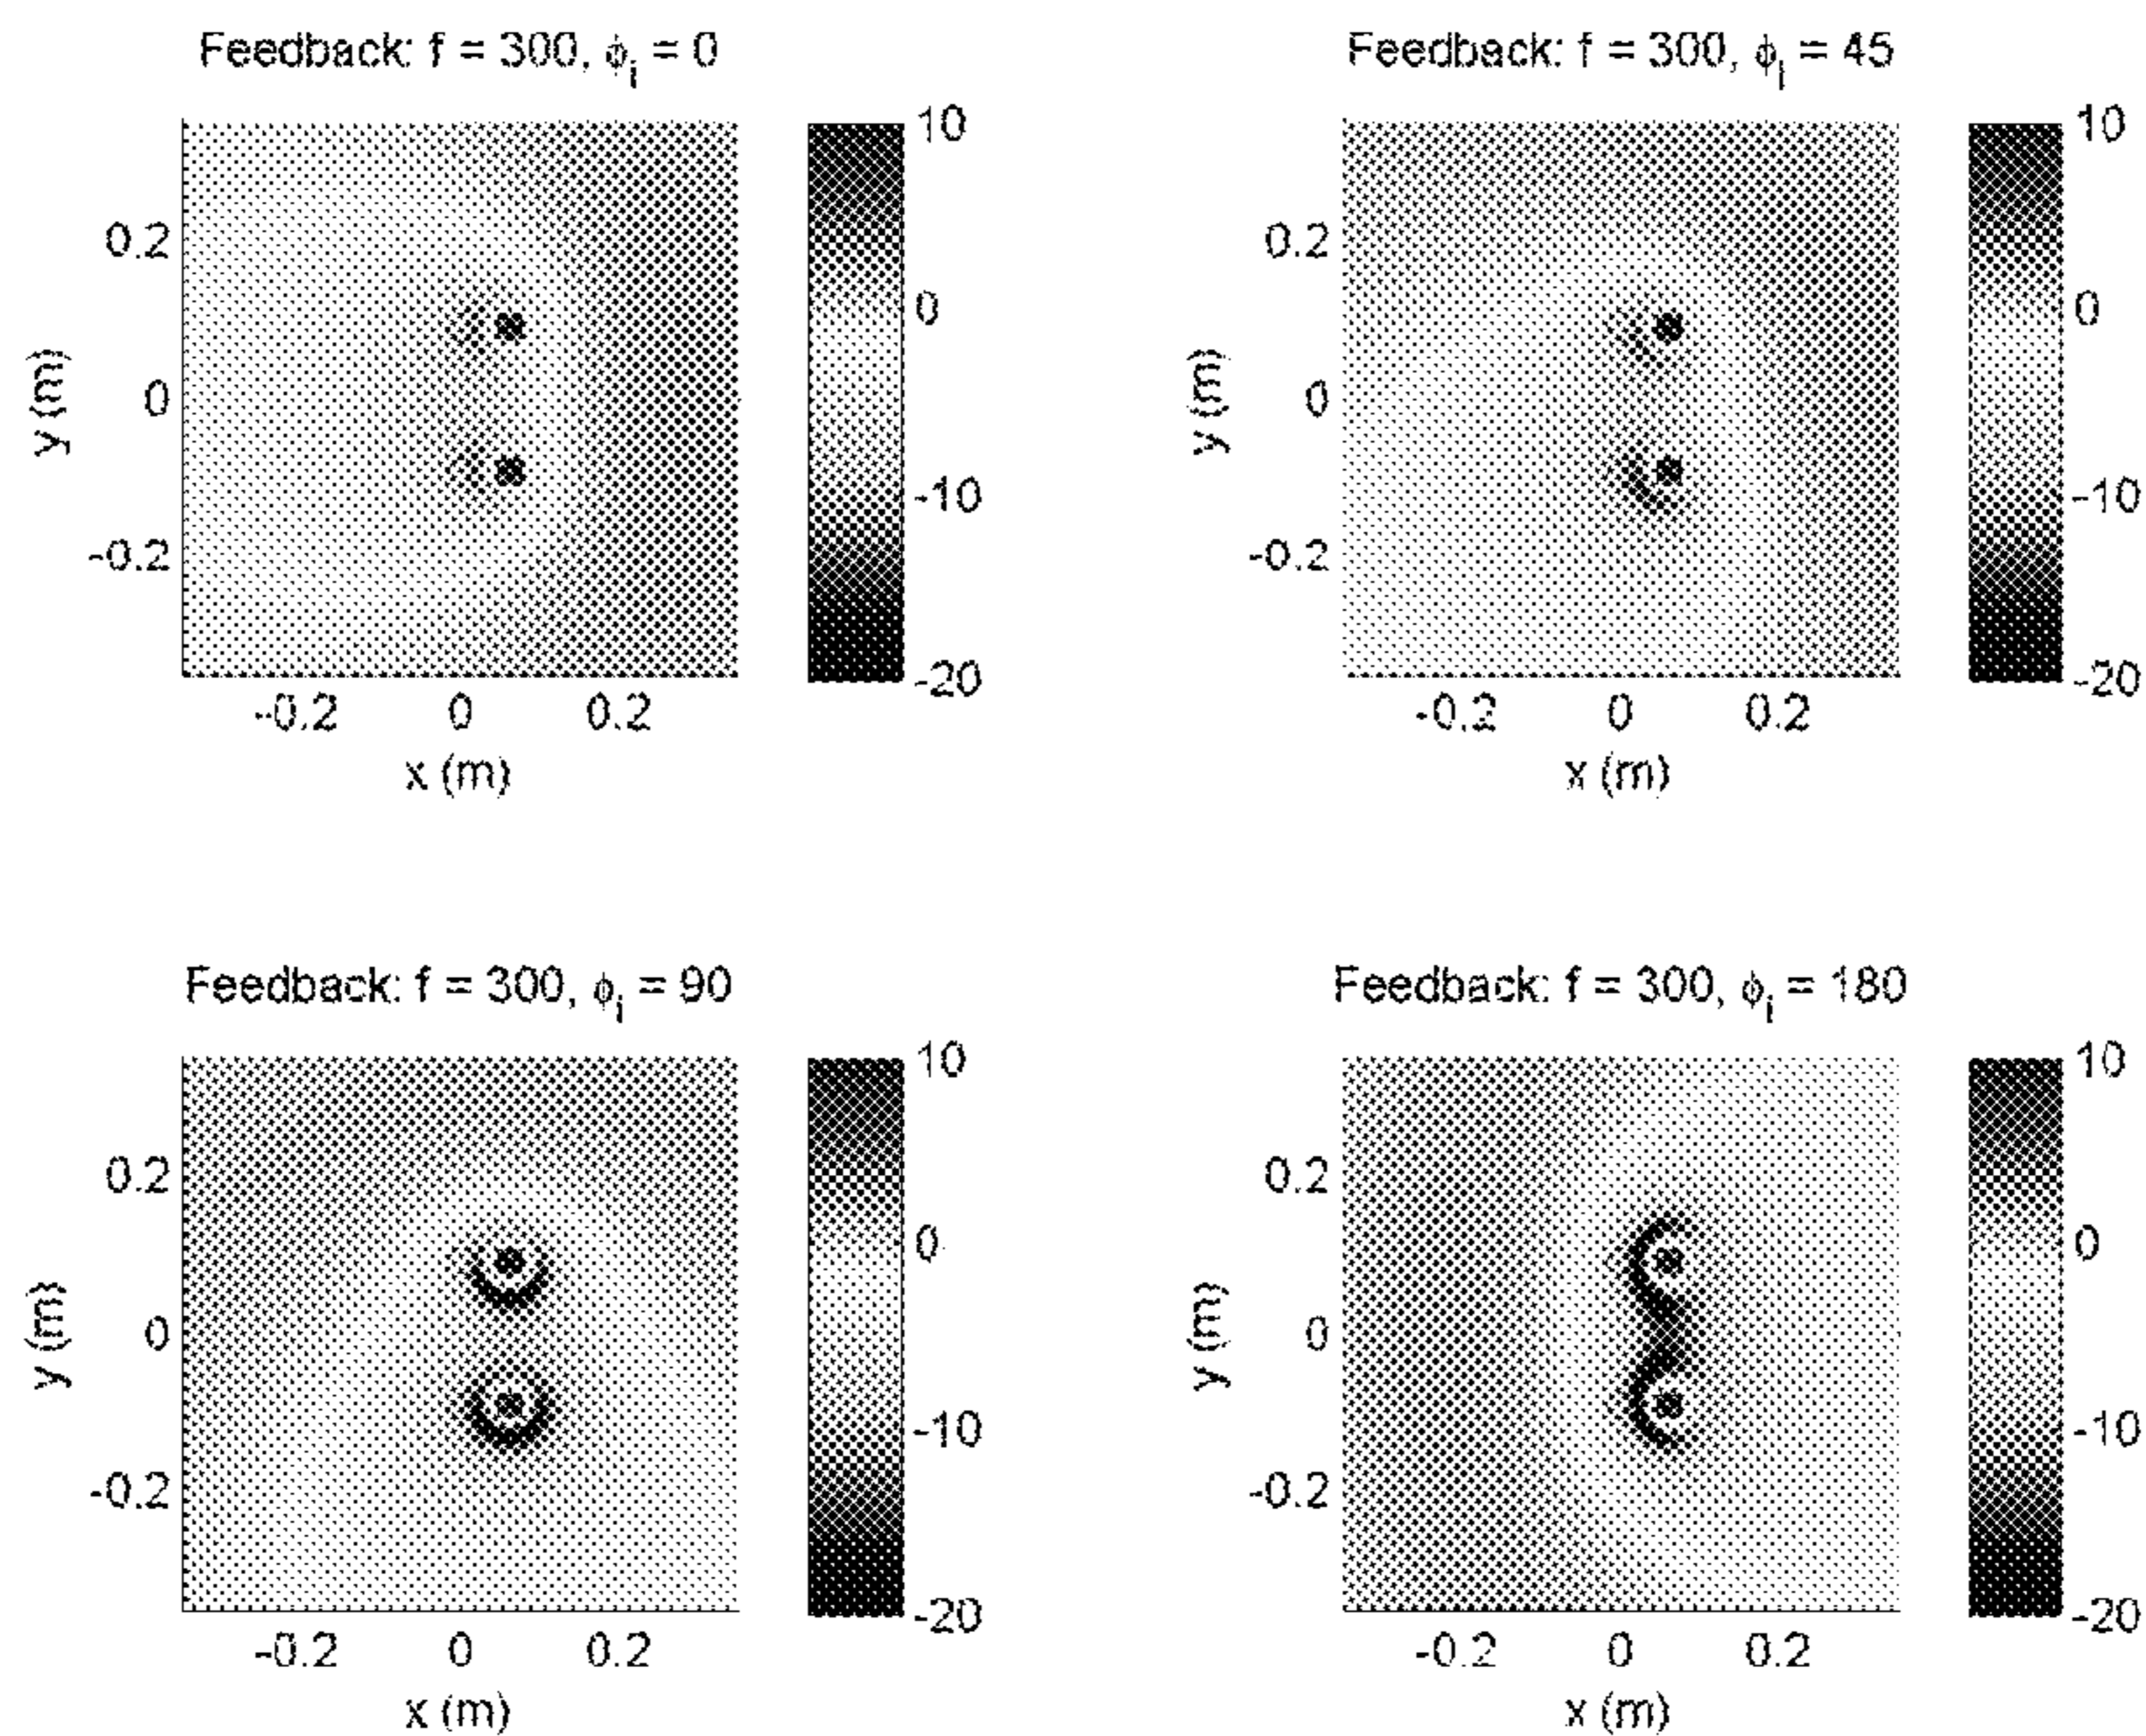 Feedback: f = 300, ϕi = 0
10
0
-10
-20
0.2
0
-0.2
y (m)
-0.2 0 0.2
x (m)
Feedback: f = 300, ϕi = 45
10
0
-10
-20
0.2
0
-0.2
y (m)
-0.2 0 0.2
x (m)
Feedback: f = 300, ϕi = 90
10
0
-10
-20
0.2
0
-0.2
y (m)
-0.2 0 0.2
x (m)
Feedback: f = 300, ϕi = 180
10
0
-10
-20
0.2
0
-0.2
y (m)
-0.2 0 0.2
x (m)